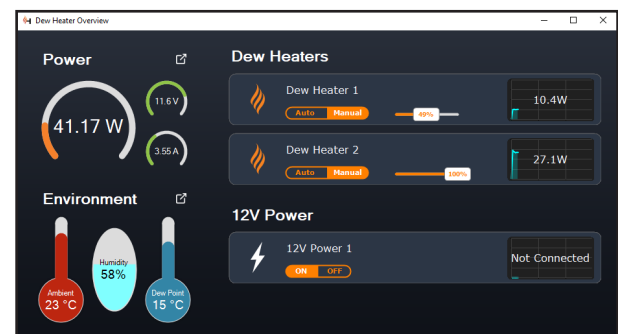 Dew Heater Overview
Power
41.17 W
11.6 V
3.55 A
Environment
Ambient
23 °C
Humidity
58%
Dew Point
15 °C
Dew Heaters
Dew Heater 1
Auto Manual
49%
10.4W
Dew Heater 2
Auto Manual
100%
27.1W
12V Power
12V Power 1
ON OFF
Not Connected